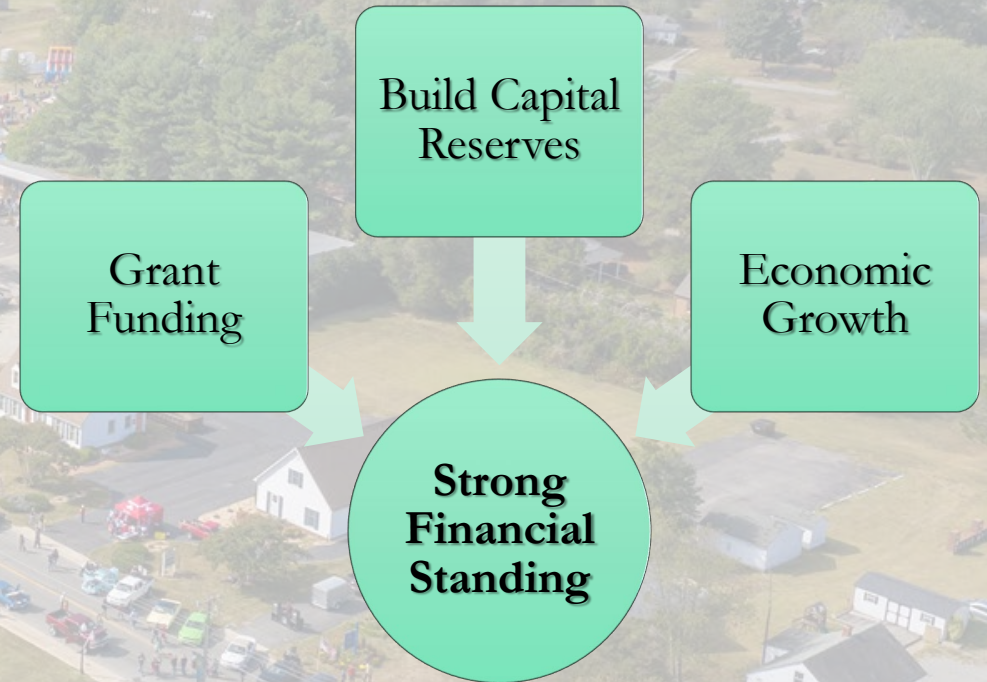 Build Capital
Reserves
Grant
Funding
Economic
Growth
Strong
Financial
Standing